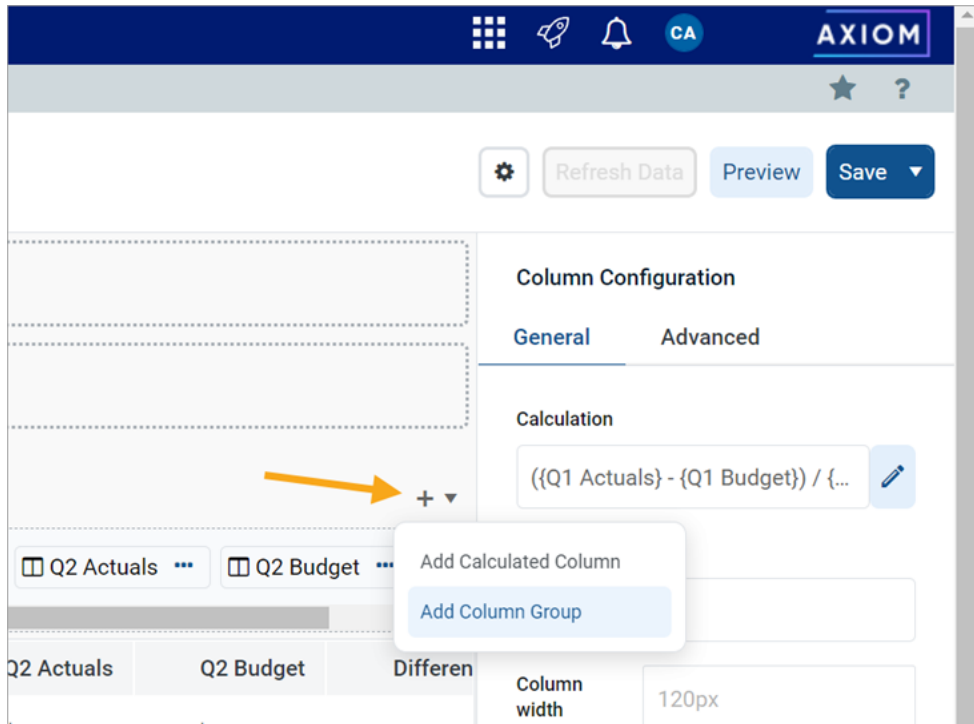 CA
AXIOM
?
Refresh Data
Preview
Save
Column Configuration
General
Advanced
Calculation
({Q1 Actuals} - {Q1 Budget}) / {...
Add Calculated Column
Add Column Group
Q2 Actuals
Q2 Budget
Q2 Actuals
Q2 Budget
Differen
Column
width
120px